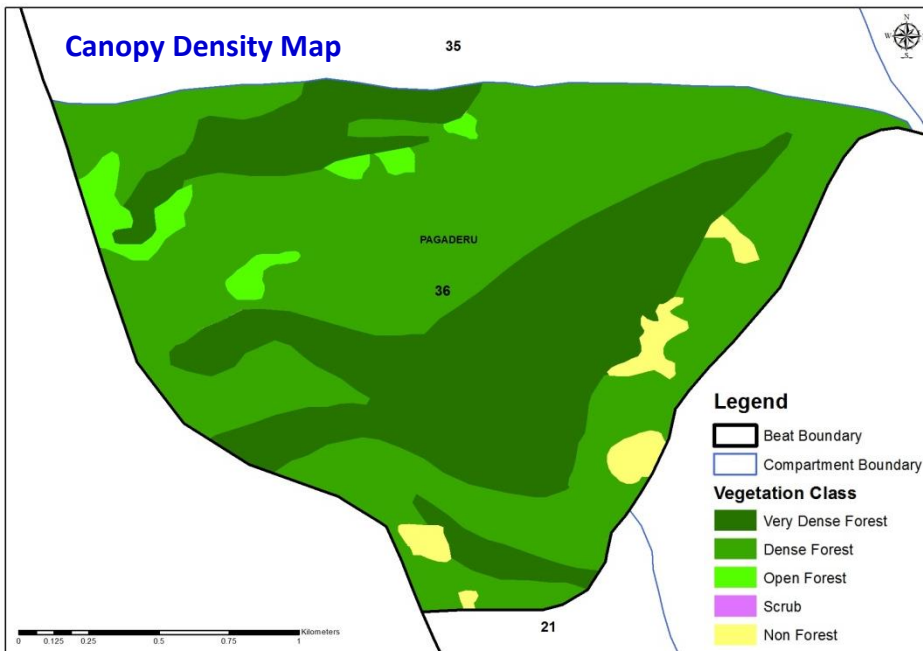 Canopy Density Map
35
N
W
E
S
PAGADERU
36
Legend
Beat Boundary
Compartment Boundary
Vegetation Class
Very Dense Forest
Dense Forest
Open Forest
Scrub
Non Forest
21
Kilometers
0 0.125 0.25 0.5 0.75 1